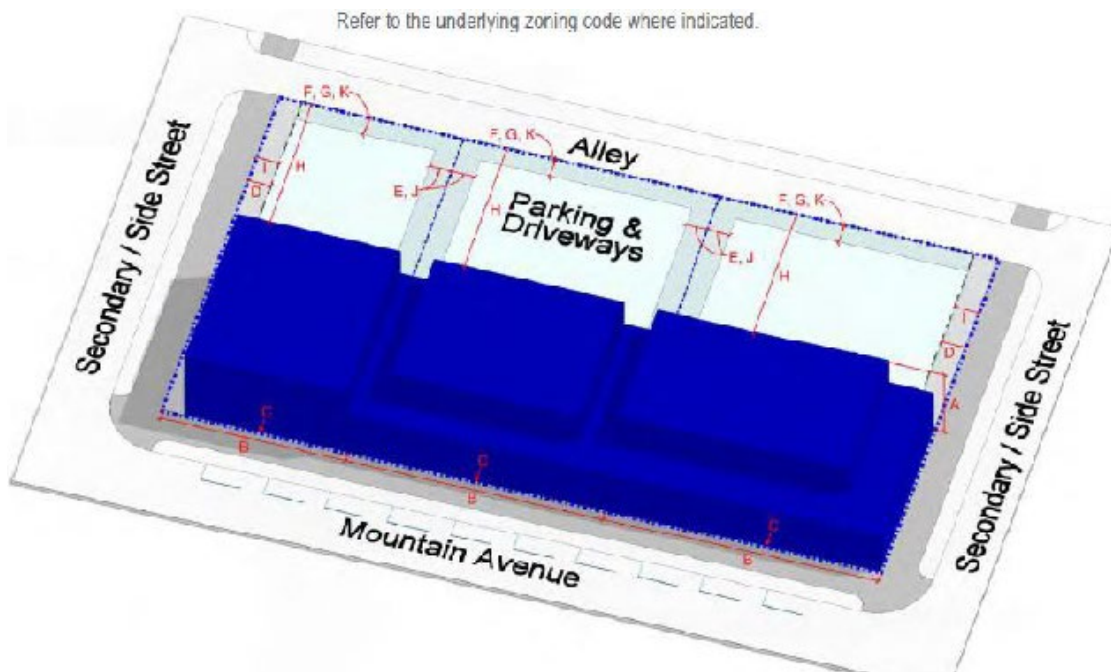 Refer to the underlying zoning code where indicated.
F, G, K
F, G, K
Alley
F, G, K
Secondary / Side Street
I
D
H
E, J
H
Parking &
Driveways
E, J
H
I
D
A
Secondary / Side Street
C
B
C
B
C
B
Mountain Avenue